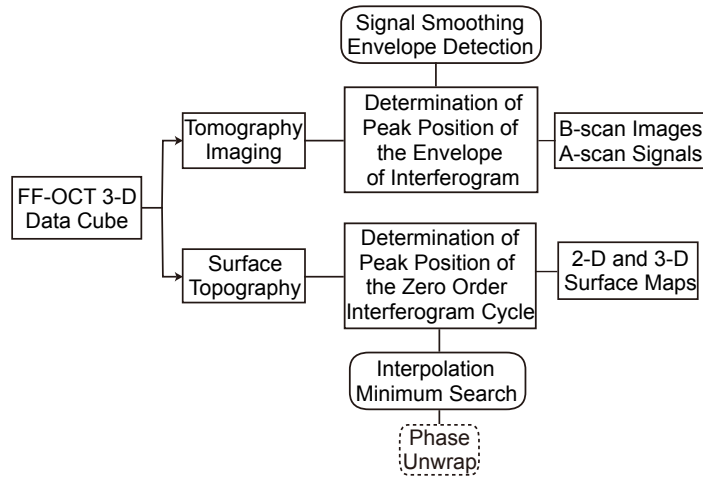 Signal Smoothing
Envelope Detection
Tomography
Imaging
Determination of
Peak Position of
the Envelope
of Interferogram
B-scan Images
A-scan Signals
FF-OCT 3-D
Data Cube
Surface
Topography
Determination of
Peak Position of
the Zero Order
Interferogram Cycle
2-D and 3-D
Surface Maps
Interpolation
Minimum Search
Phase
Unwrap